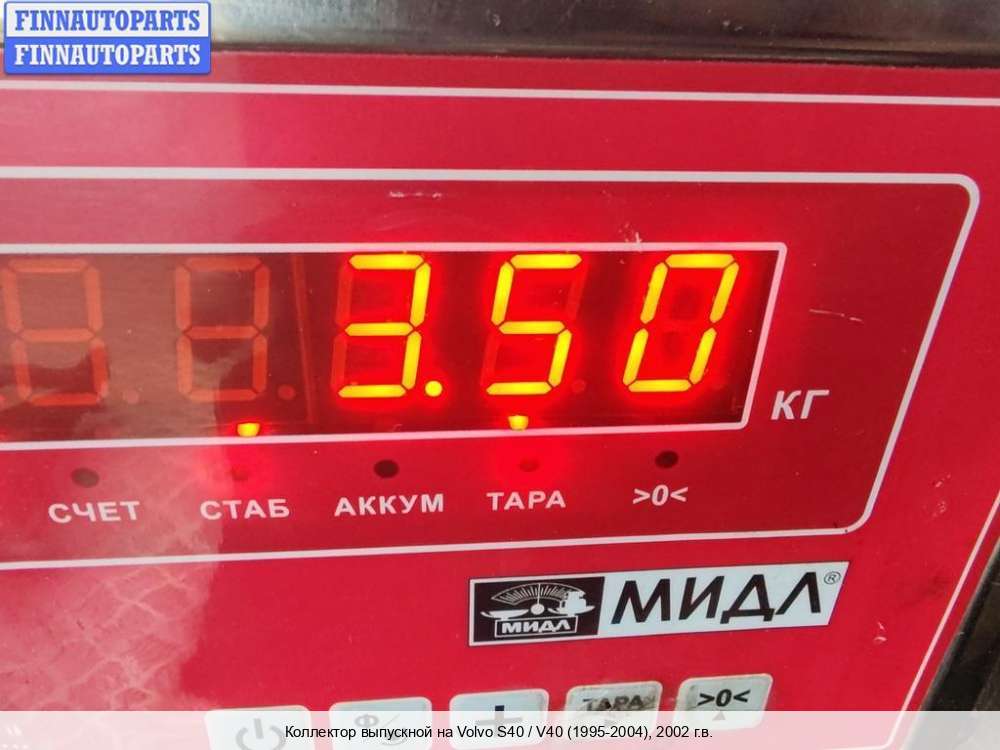 FINNAUTOPARTS
FINNAUTOPARTS
3.50
КГ
СЧЕТ СТАБ АККУМ ТАРА >0<
МИДЛ МИДЛ®
ТАРА >0<
Коллектор выпускной на Volvo S40 / V40 (1995-2004), 2002 г.в.